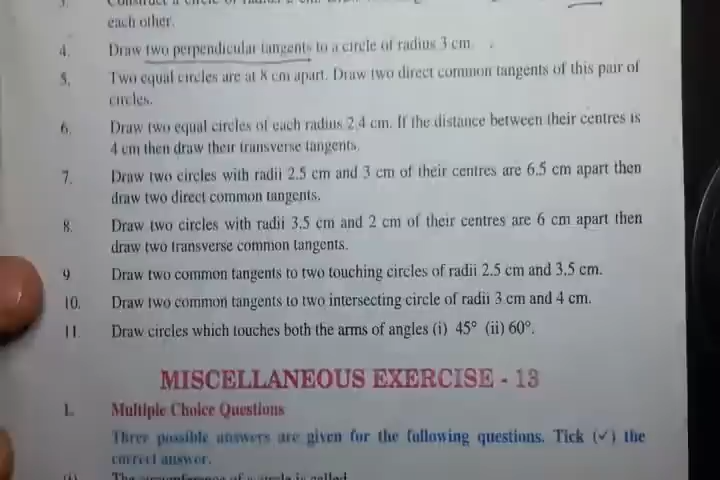 each other.
4. Draw two perpendicular tangents to a circle of radius 3 cm.
5. Two equal circles are at 8 cm apart. Draw two direct common tangents of this pair of
circles.
6. Draw two equal circles of each radius 2.4 cm. If the distance between their centres is
4 cm then draw their transverse tangents.
7. Draw two circles with radii 2.5 cm and 3 cm of their centres are 6.5 cm apart then
draw two direct common tangents.
8. Draw two circles with radii 3.5 cm and 2 cm of their centres are 6 cm apart then
draw two transverse common tangents.
9 Draw two common tangents to two touching circles of radii 2.5 cm and 3.5 cm.
10. Draw two common tangents to two intersecting circle of radii 3 cm and 4 cm.
11. Draw circles which touches both the arms of angles (i) 45° (ii) 60°.
MISCELLANEOUS EXERCISE - 13
1. Multiple Choice Questions
Three possible answers are given for the following questions. Tick (✓) the
correct answer.
(i) The circumference of a circle is called